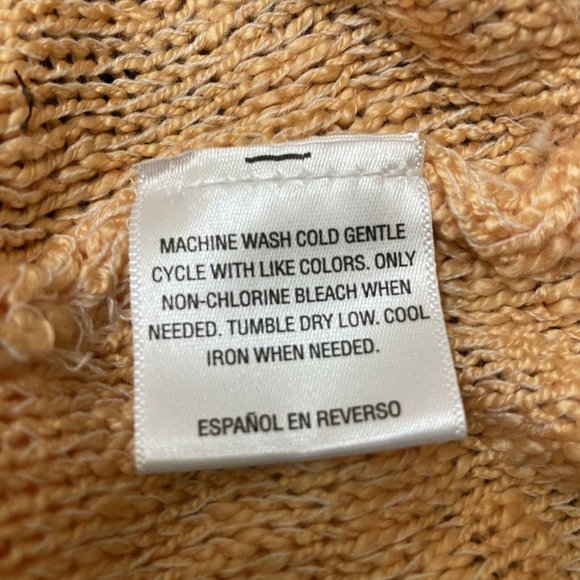 MACHINE WASH COLD GENTLE
CYCLE WITH LIKE COLORS. ONLY
NON-CHLORINE BLEACH WHEN
NEEDED. TUMBLE DRY LOW. COOL
IRON WHEN NEEDED.
ESPAÑOL EN REVERSO